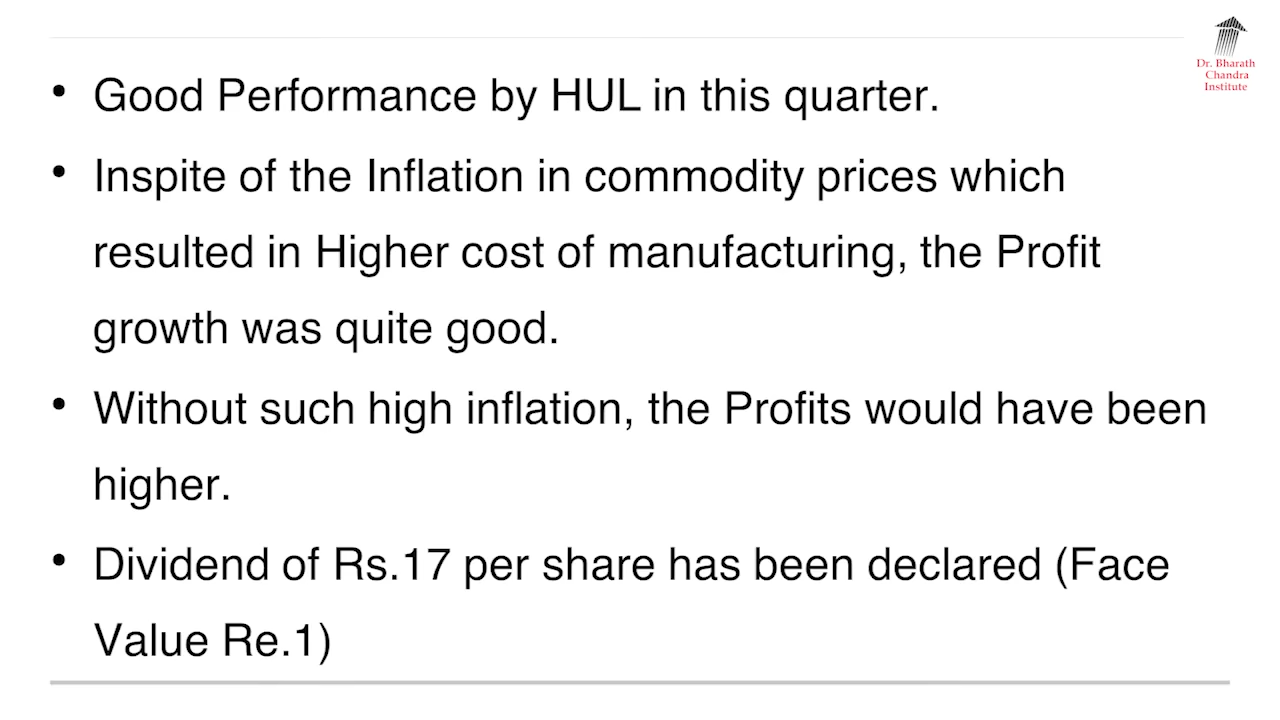 Dr. Bharath
Chandra
Institute
• Good Performance by HUL in this quarter.
• Inspite of the Inflation in commodity prices which
resulted in Higher cost of manufacturing, the Profit
growth was quite good.
• Without such high inflation, the Profits would have been
higher.
• Dividend of Rs.17 per share has been declared (Face
Value Re.1)